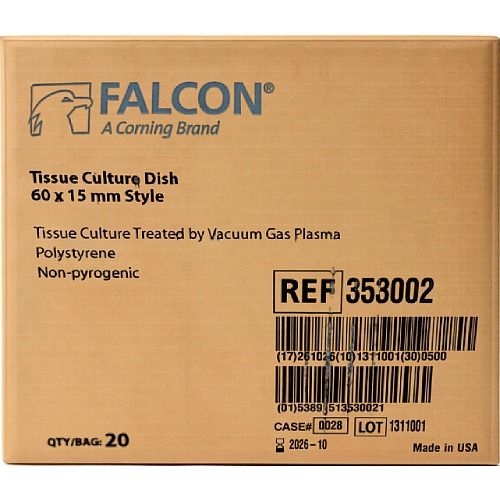 FALCON®
A Corning Brand
Tissue Culture Dish
60 x 15 mm Style
Tissue Culture Treated by Vacuum Gas Plasma
Polystyrene
Non-pyrogenic
REF 353002
(17)261026(10)1311001(30)0500
(01)5389 513530021
CASE# 0028 LOT 1311001
2026-10
QTY/BAG: 20
Made in USA